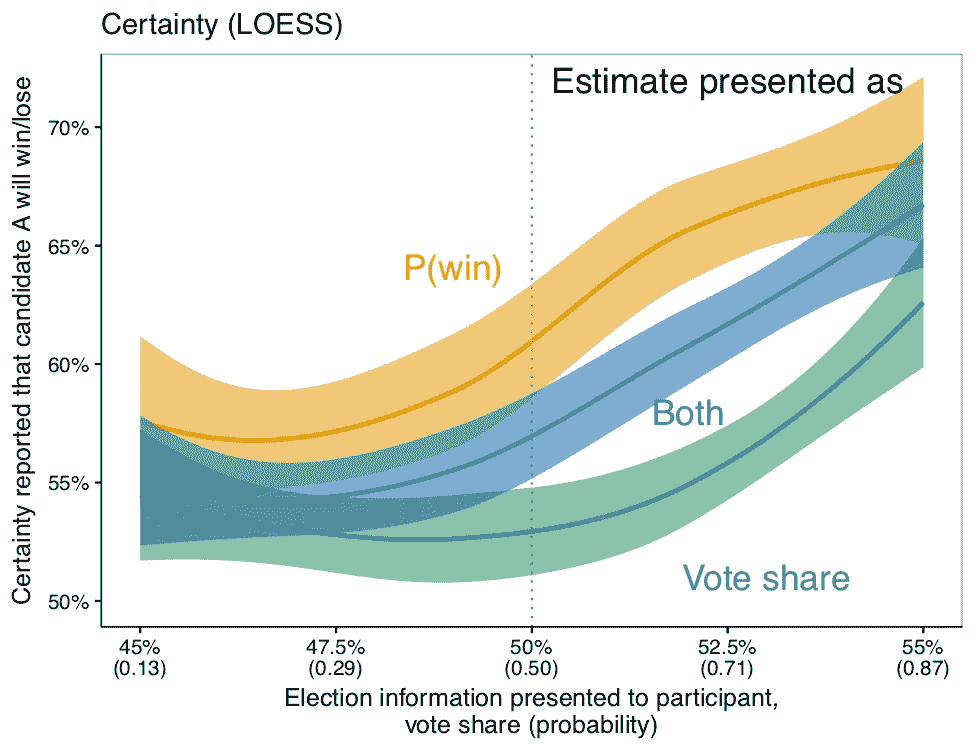 Certainty (LOESS)
Estimate presented as
Certainty reported that candidate A will win/lose
70%
65%
60%
55%
50%
P(win)
Both
Vote share
45% 47.5% 50% 52.5% 55%
(0.13) (0.29) (0.50) (0.71) (0.87)
Election information presented to participant,
vote share (probability)